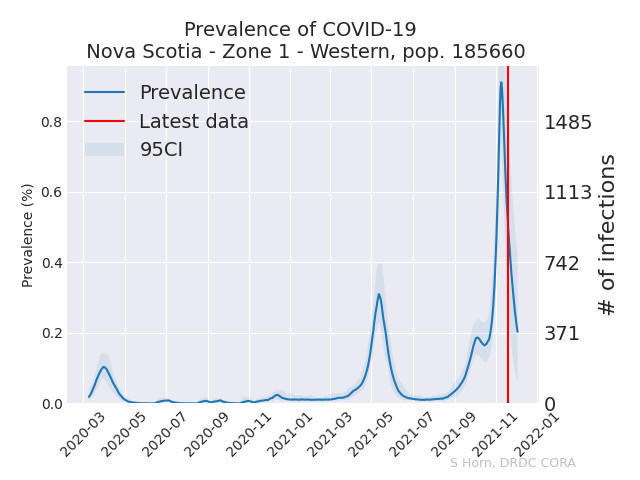 Prevalence of COVID-19
Nova Scotia - Zone 1 - Western, pop. 185660
Prevalence
Latest data
95CI
Prevalence (%)
0.8
0.6
0.4
0.2
0.0
1485
1113
742
371
0
# of infections
2020-03
2020-05
2020-07
2020-09
2020-11
2021-01
2021-03
2021-05
2021-07
2021-09
2021-11
2022-01
S Horn, DRDC CORA